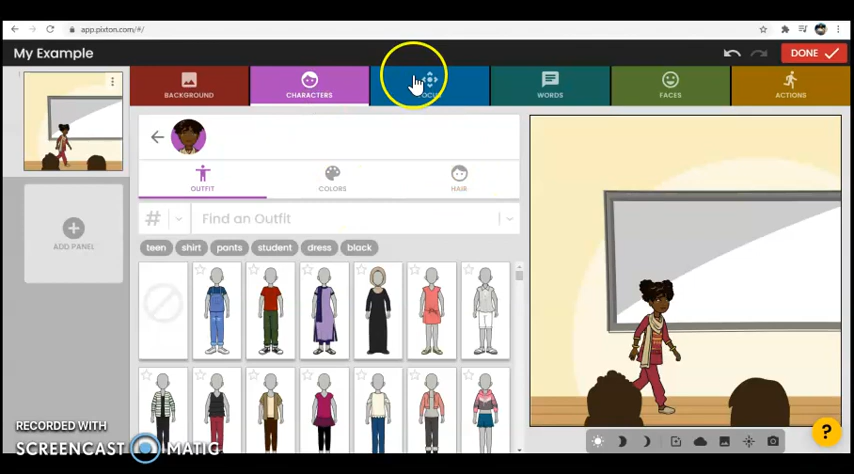 app.pixton.com/#/
My Example
DONE
BACKGROUND
CHARACTERS
FOCUS
WORDS
FACES
ACTIONS
OUTFIT
COLORS
HAIR
# Find an Outfit
teen shirt pants student dress black
+
ADD PANEL
?
RECORDED WITH
SCREENCAST MATIC